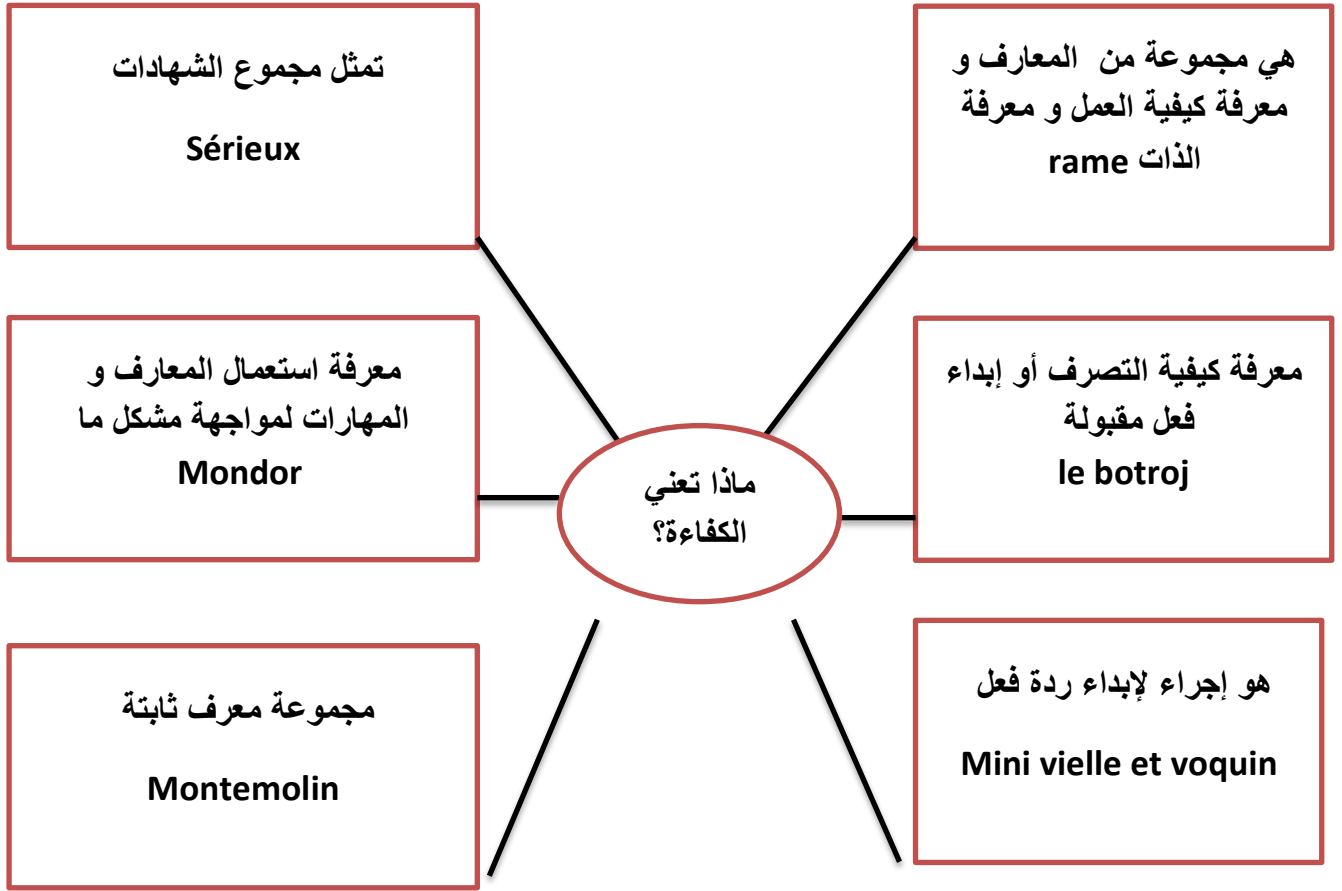 هي مجموعة من المعارف و
معرفة كيفية العمل و معرفة
الذات rame
تمثل مجموع الشهادات
Sérieux
معرفة كيفية التصرف أو إبداء
فعل مقبولة
le botroj
معرفة استعمال المعارف و
المهارات لمواجهة مشكل ما
Mondor
ماذا تعني
الكفاءة؟
هو إجراء لإبداء ردة فعل
Mini vielle et voquin
مجموعة معرف ثابتة
Montemolin